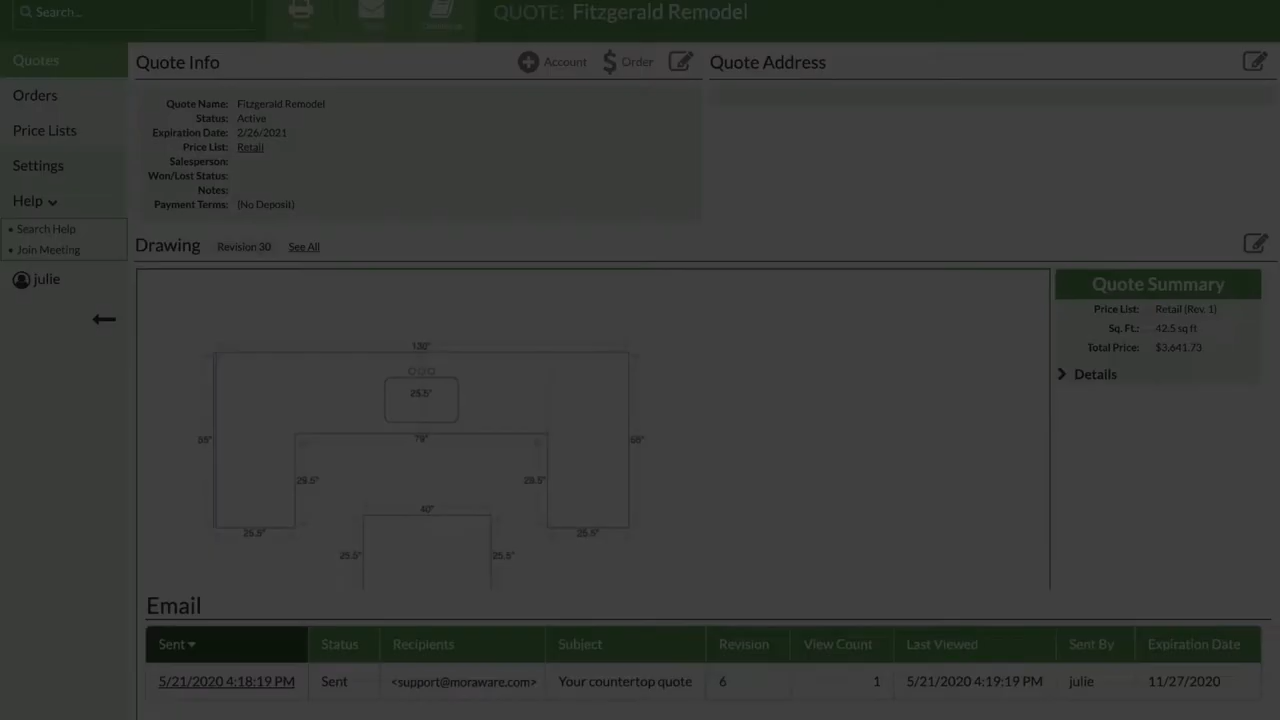 Search...
QUOTE: Fitzgerald Remodel
Quotes
Orders
Price Lists
Settings
Help
• Search Help
• Join Meeting
julie
Quote Info
Account
Order
Quote Name: Fitzgerald Remodel
Status: Active
Expiration Date: 2/26/2021
Price List: Retail
Salesperson:
Won/Lost Status:
Notes:
Payment Terms: (No Deposit)
Quote Address
Drawing Revision 30 See All
130"
25.5"
79"
55"
29.5"
29.5"
25.5"
25.5"
40"
25.5"
25.5"
Quote Summary
Price List: Retail (Rev. 1)
Sq. Ft.: 42.5 sq ft
Total Price: $3,641.73
Details
Email
Sent Status Recipients Subject Revision View Count Last Viewed Sent By Expiration Date
5/21/2020 4:18:19 PM Sent <support@moraware.com> Your countertop quote 6 1 5/21/2020 4:19:19 PM julie 11/27/2020